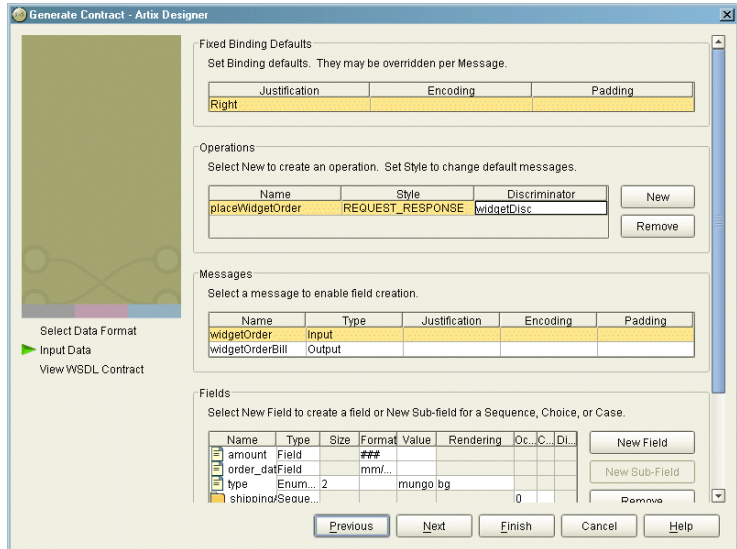 Generate Contract - Artix Designer
Fixed Binding Defaults
Set Binding defaults. They may be overridden per Message.
Justification Encoding Padding
Right
Operations
Select New to create an operation. Set Style to change default messages.
Name Style Discriminator
placeWidgetOrder REQUEST_RESPONSE widgetDisc
New
Remove
Messages
Select a message to enable field creation.
Name Type Justification Encoding Padding
widgetOrder Input
widgetOrderBill Output
Select Data Format
Input Data
View WSDL Contract
Fields
Select New Field to create a field or New Sub-field for a Sequence, Choice, or Case.
Name Type Size Format Value Rendering Oc... C... Di...
amount Field ###
order_dat Field mm/...
type Enum... 2 mungo bg
shipping/ Seque... 0
New Field
New Sub-Field
Remove
Previous Next Finish Cancel Help